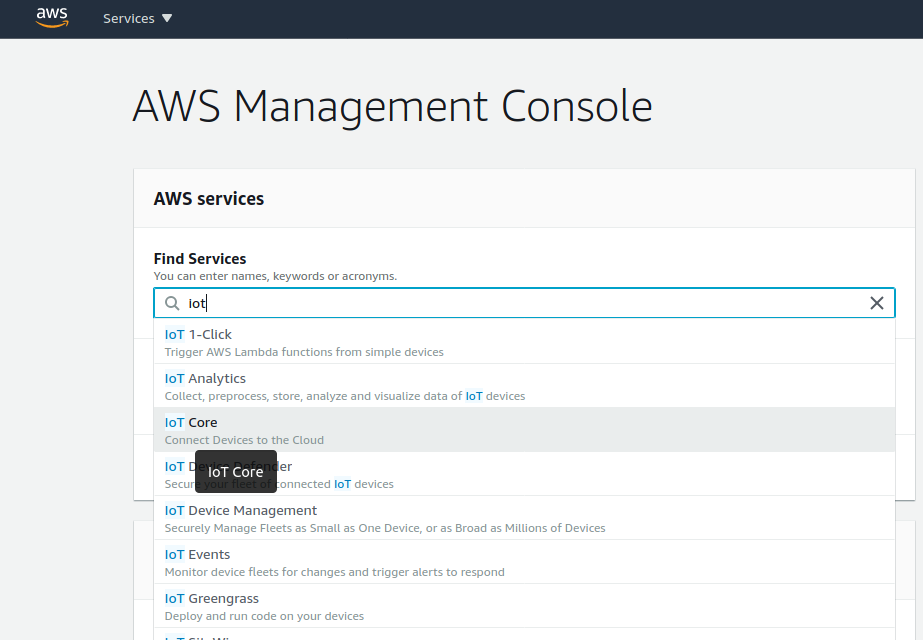 aws
Services
AWS Management Console
AWS services
Find Services
You can enter names, keywords or acronyms.
iot
IoT 1-Click
Trigger AWS Lambda functions from simple devices
IoT Analytics
Collect, preprocess, store, analyze and visualize data of IoT devices
IoT Core
Connect Devices to the Cloud
IoT Device Defender
Secure your fleet of connected IoT devices
IoT Core
IoT Device Management
Securely Manage Fleets as Small as One Device, or as Broad as Millions of Devices
IoT Events
Monitor device fleets for changes and trigger alerts to respond
IoT Greengrass
Deploy and run code on your devices